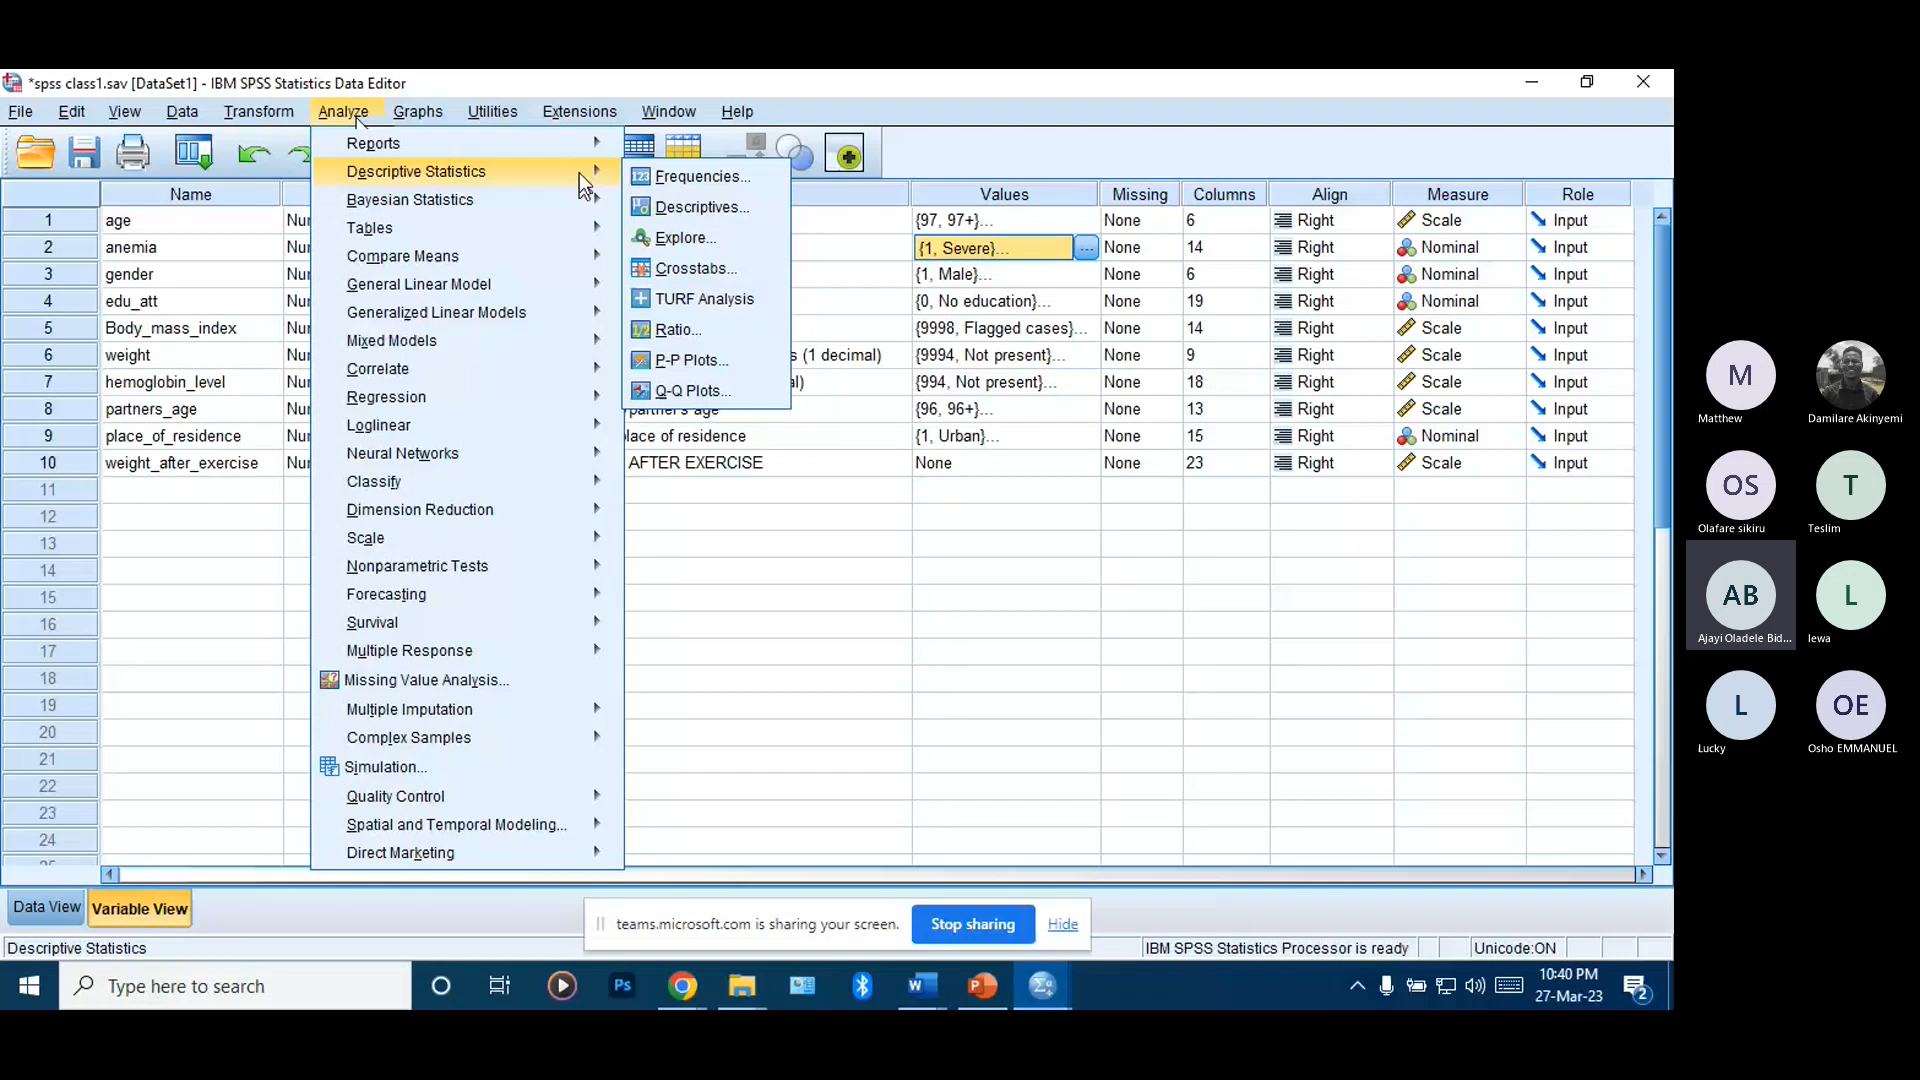 *spss class1.sav [DataSet1] - IBM SPSS Statistics Data Editor
File Edit View Data Transform Analyze Graphs Utilities Extensions Window Help
Name Values Missing Columns Align Measure Role
1 age Nu {97, 97+}... None 6 Right Scale Input
2 anemia Nu {1, Severe}... ... None 14 Right Nominal Input
3 gender Nu {1, Male}... None 6 Right Nominal Input
4 edu_att Nu {0, No education}... None 19 Right Nominal Input
5 Body_mass_index Nu {9998, Flagged cases}... None 14 Right Scale Input
6 weight Nu s (1 decimal) {9994, Not present}... None 9 Right Scale Input
7 hemoglobin_level Nu al) {994, Not present}... None 18 Right Scale Input
8 partners_age Nu partner's age {96, 96+}... None 13 Right Scale Input
9 place_of_residence Nu place of residence {1, Urban}... None 15 Right Nominal Input
10 weight_after_exercise Nu AFTER EXERCISE None None 23 Right Scale Input
11
12
13
14
15
16
17
18
19
20
21
22
23
24
25
Reports
Descriptive Statistics
Bayesian Statistics
Tables
Compare Means
General Linear Model
Generalized Linear Models
Mixed Models
Correlate
Regression
Loglinear
Neural Networks
Classify
Dimension Reduction
Scale
Nonparametric Tests
Forecasting
Survival
Multiple Response
Missing Value Analysis...
Multiple Imputation
Complex Samples
Simulation...
Quality Control
Spatial and Temporal Modeling...
Direct Marketing
123 Frequencies...
Descriptives...
Explore...
Crosstabs...
TURF Analysis
1/2 Ratio...
P-P Plots...
Q-Q Plots...
Data View Variable View
teams.microsoft.com is sharing your screen. Stop sharing Hide
Descriptive Statistics IBM SPSS Statistics Processor is ready Unicode:ON
Type here to search Ps W P Σα
10:40 PM
27-Mar-23
2
M
Matthew Damilare Akinyemi
OS T
Olafare sikiru Teslim
AB L
Ajayi Oladele Bid... lewa
L OE
Lucky Osho EMMANUEL